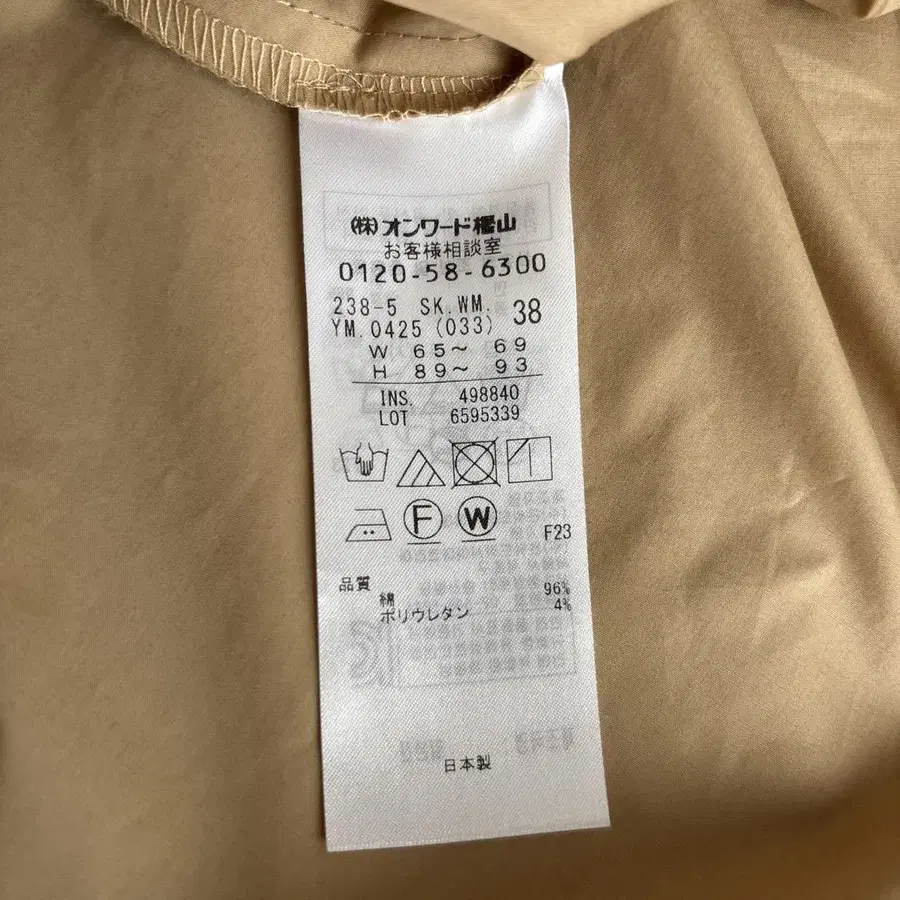 (株)オンワード樫山
お客様相談室
0120-58-6300
238-5 SK.WM. 38
YM.0425(033)
W 65〜 69
H 89〜 93
INS. 498840
LOT 6595339
F W
F23
品質
綿 96%
ポリウレタン 4%
日本製